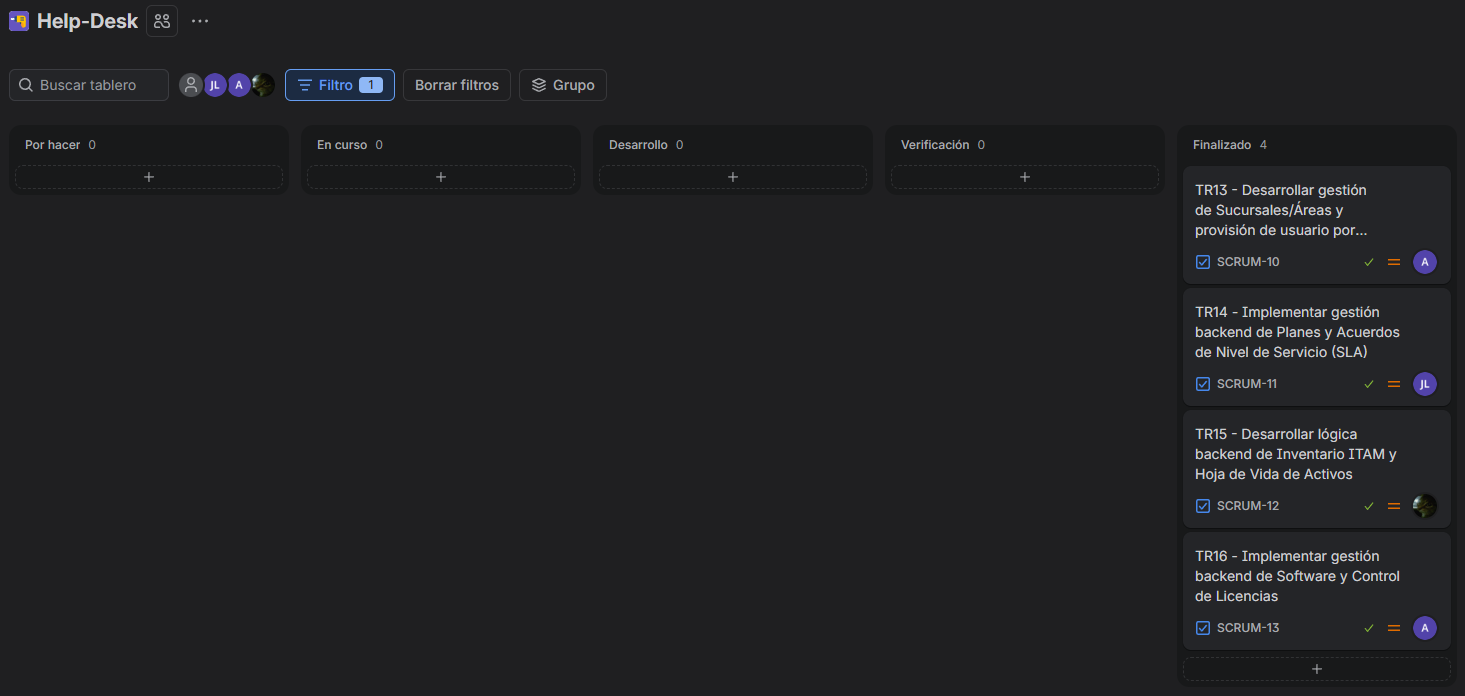 Help-Desk
Buscar tablero
JL
A
Filtro 1
Borrar filtros
Grupo
Por hacer 0
En curso 0
Desarrollo 0
Verificación 0
Finalizado 4
TR13 - Desarrollar gestión
de Sucursales/Áreas y
provisión de usuario por...
SCRUM-10
A
TR14 - Implementar gestión
backend de Planes y Acuerdos
de Nivel de Servicio (SLA)
SCRUM-11
JL
TR15 - Desarrollar lógica
backend de Inventario ITAM y
Hoja de Vida de Activos
SCRUM-12
TR16 - Implementar gestión
backend de Software y Control
de Licencias
SCRUM-13
A